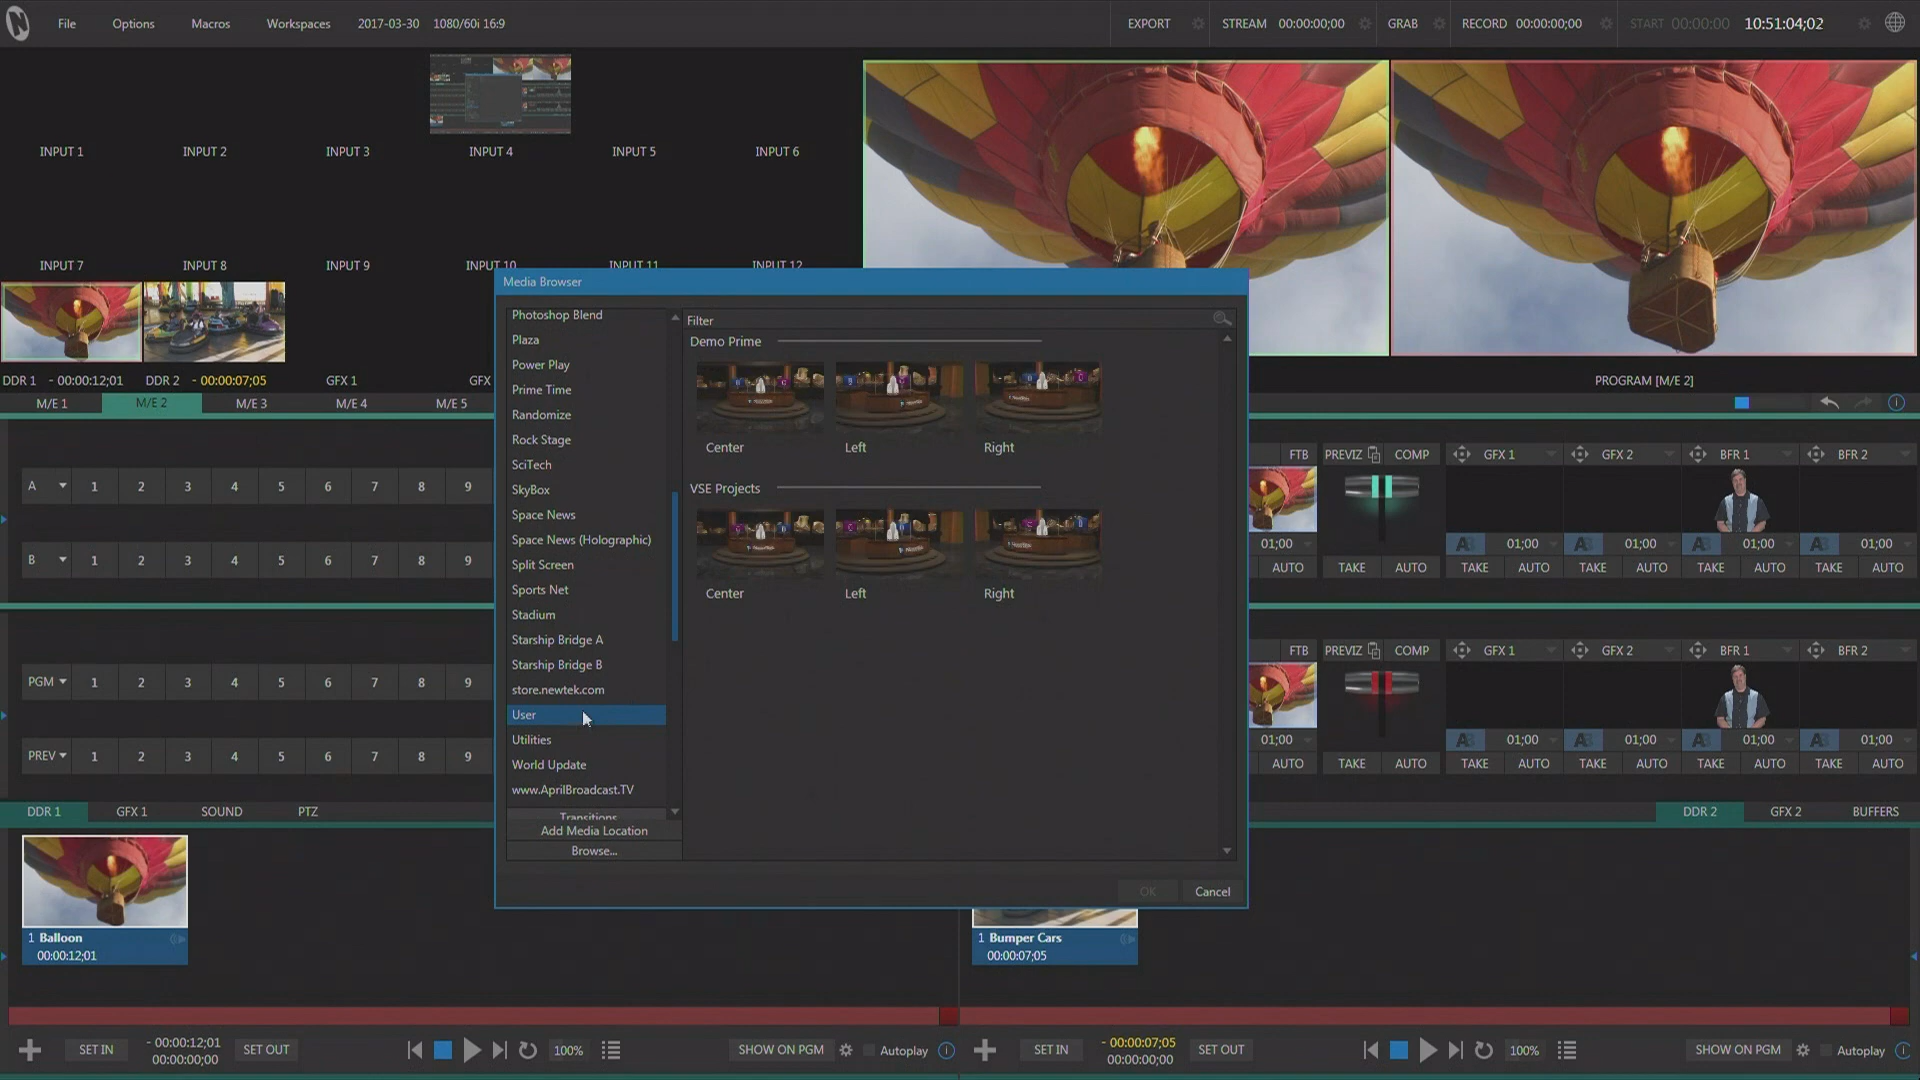 File Options Macros Workspaces 2017-03-30 1080/60i 16:9 EXPORT STREAM 00:00:00;00 GRAB RECORD 00:00:00;00 START 00:00:00 10:51:04;02
INPUT 1 INPUT 2 INPUT 3 INPUT 4 INPUT 5 INPUT 6
INPUT 7 INPUT 8 INPUT 9 INPUT 10 INPUT 11 INPUT 12
DDR 1 - 00:00:12;01 DDR 2 - 00:00:07;05 GFX 1 GFX
PROGRAM [M/E 2]
M/E 1 M/E 2 M/E 3 M/E 4 M/E 5
Media Browser
Photoshop Blend
Plaza
Power Play
Prime Time
Randomize
Rock Stage
SciTech
SkyBox
Space News
Space News (Holographic)
Split Screen
Sports Net
Stadium
Starship Bridge A
Starship Bridge B
store.newtek.com
User
Utilities
World Update
www.AprilBroadcast.TV
Transitions
Add Media Location
Browse...
Filter
Demo Prime
Center Left Right
VSE Projects
Center Left Right
OK Cancel
A 1 2 3 4 5 6 7 8 9
B 1 2 3 4 5 6 7 8 9
FTB PREVIZ COMP GFX 1 GFX 2 BFR 1 BFR 2
01;00 01;00 01;00 01;00 01;00
AUTO TAKE AUTO TAKE AUTO TAKE AUTO TAKE AUTO TAKE AUTO
PGM 1 2 3 4 5 6 7 8 9
PREV 1 2 3 4 5 6 7 8 9
FTB PREVIZ COMP GFX 1 GFX 2 BFR 1 BFR 2
01;00 01;00 01;00 01;00 01;00
AUTO TAKE AUTO TAKE AUTO TAKE AUTO TAKE AUTO TAKE AUTO
DDR 1 GFX 1 SOUND PTZ DDR 2 GFX 2 BUFFERS
1 Balloon
00:00:12;01
1 Bumper Cars
00:00:07;05
SET IN - 00:00:12;01 SET OUT 100% SHOW ON PGM Autoplay
00:00:00;00
SET IN - 00:00:07;05 SET OUT 100% SHOW ON PGM Autoplay
00:00:00;00